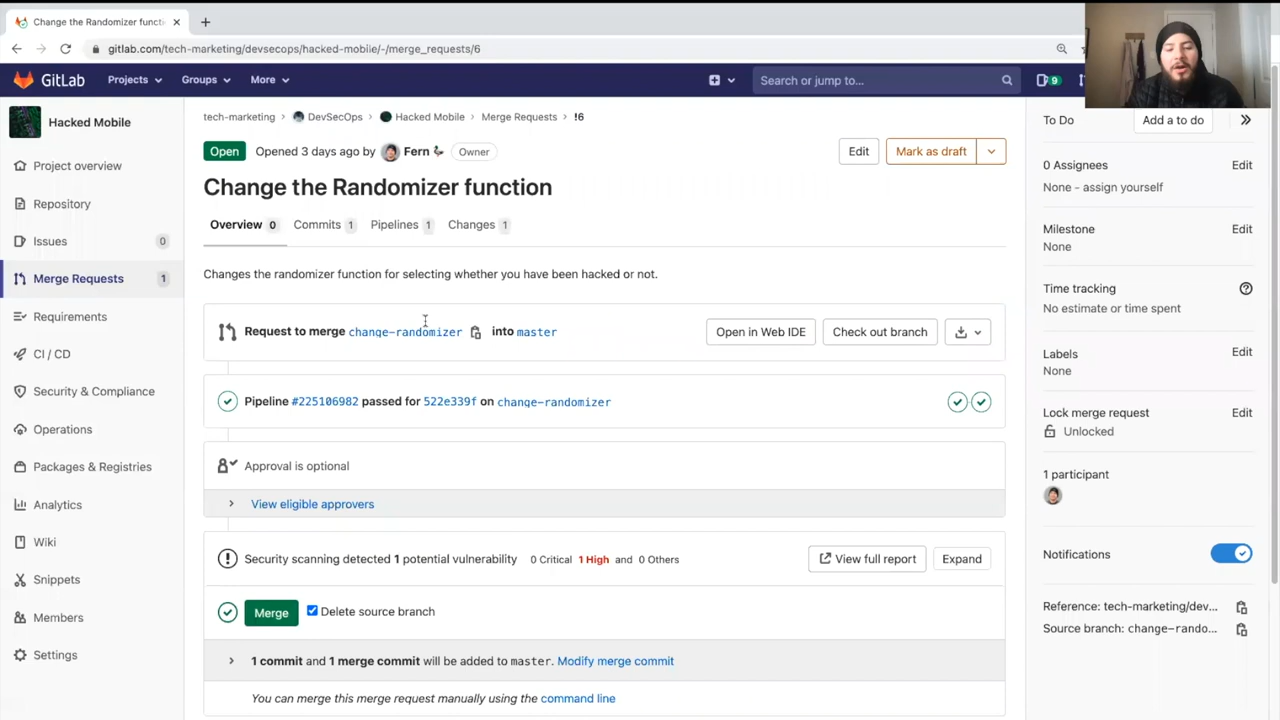 Change the Randomizer functi
gitlab.com/tech-marketing/devsecops/hacked-mobile/-/merge_requests/6
GitLab Projects Groups More Search or jump to... 9
Hacked Mobile
Project overview
Repository
Issues 0
Merge Requests 1
Requirements
CI / CD
Security & Compliance
Operations
Packages & Registries
Analytics
Wiki
Snippets
Members
Settings
tech-marketing > DevSecOps > Hacked Mobile > Merge Requests > !6
Open Opened 3 days ago by Fern Owner Edit Mark as draft
Change the Randomizer function
Overview 0 Commits 1 Pipelines 1 Changes 1
Changes the randomizer function for selecting whether you have been hacked or not.
Request to merge change-randomizer into master Open in Web IDE Check out branch
Pipeline #225106982 passed for 522e339f on change-randomizer
Approval is optional
View eligible approvers
Security scanning detected 1 potential vulnerability 0 Critical 1 High and 0 Others View full report Expand
Merge Delete source branch
1 commit and 1 merge commit will be added to master. Modify merge commit
You can merge this merge request manually using the command line
To Do Add a to do
0 Assignees Edit
None - assign yourself
Milestone Edit
None
Time tracking
No estimate or time spent
Labels Edit
None
Lock merge request Edit
Unlocked
1 participant
Notifications
Reference: tech-marketing/dev...
Source branch: change-rando...